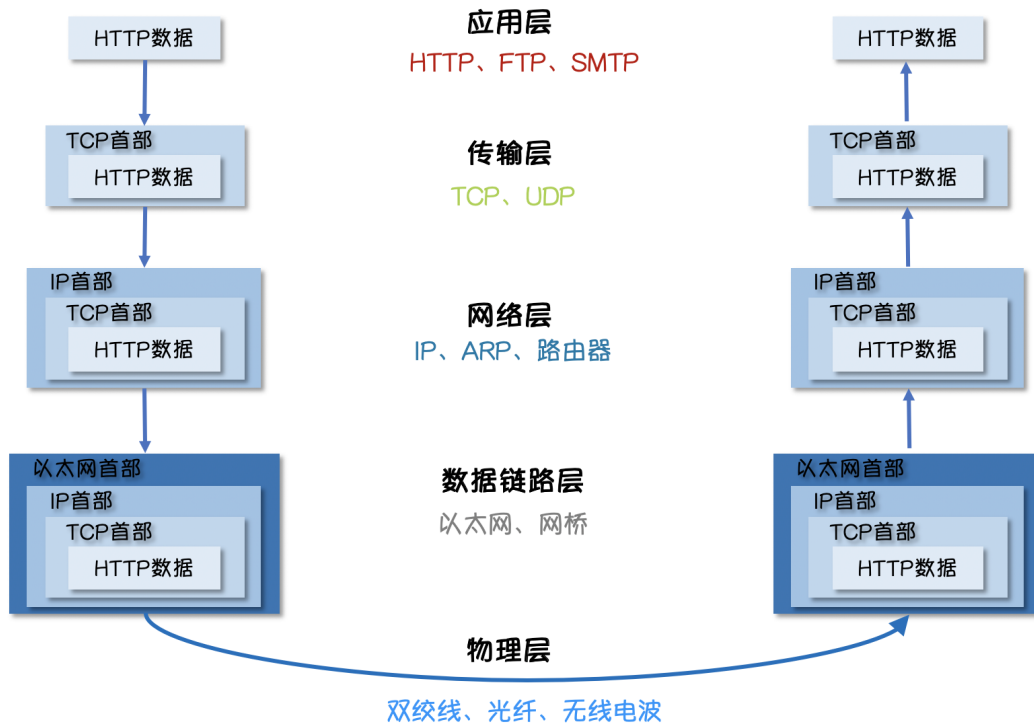 HTTP数据
TCP首部
HTTP数据
IP首部
TCP首部
HTTP数据
以太网首部
IP首部
TCP首部
HTTP数据
应用层
HTTP、FTP、SMTP
传输层
TCP、UDP
网络层
IP、ARP、路由器
数据链路层
以太网、网桥
物理层
双绞线、光纤、无线电波
HTTP数据
TCP首部
HTTP数据
IP首部
TCP首部
HTTP数据
以太网首部
IP首部
TCP首部
HTTP数据